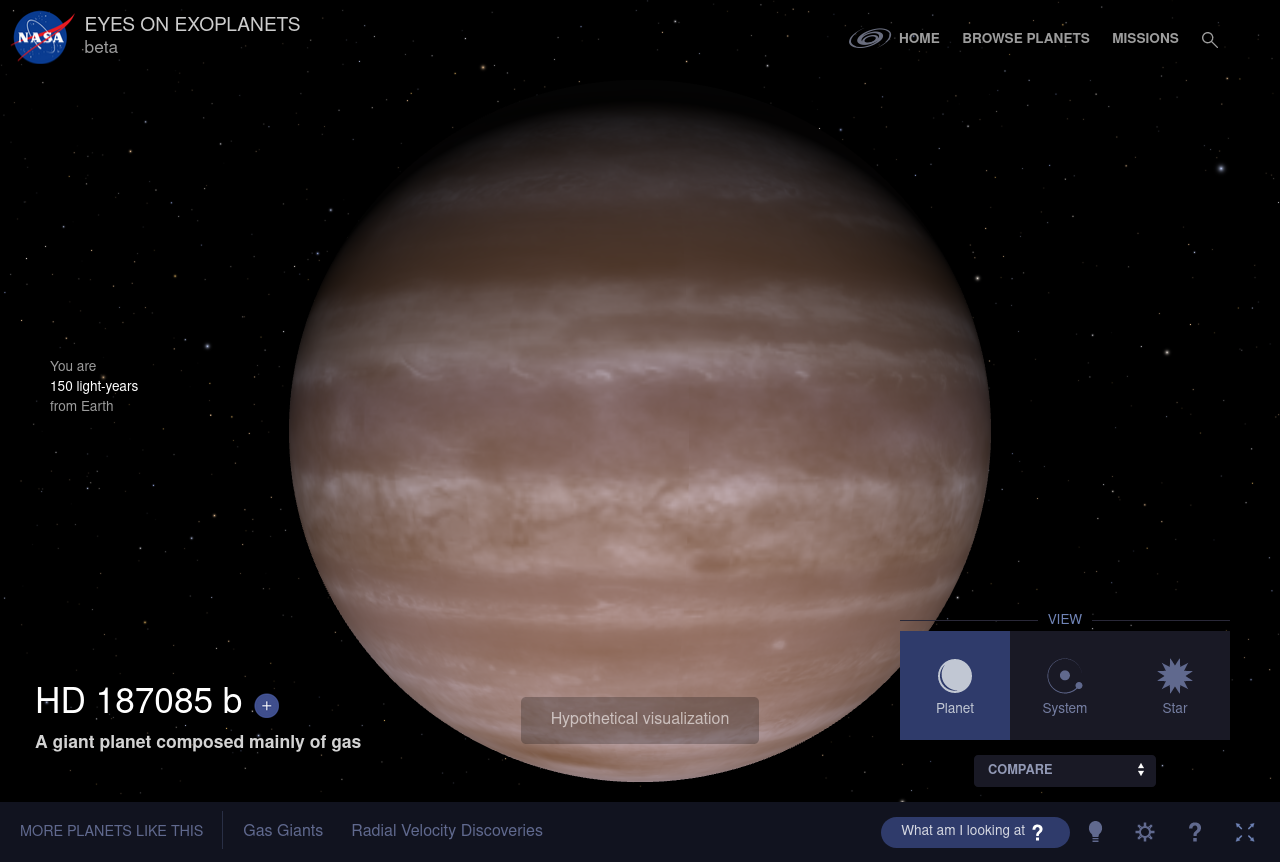 NASA
EYES ON EXOPLANETS
beta
HOME
BROWSE PLANETS
MISSIONS
You are
150 light-years
from Earth
VIEW
Planet
System
Star
HD 187085 b +
A giant planet composed mainly of gas
Hypothetical visualization
COMPARE
MORE PLANETS LIKE THIS
Gas Giants
Radial Velocity Discoveries
What am I looking at ?
?